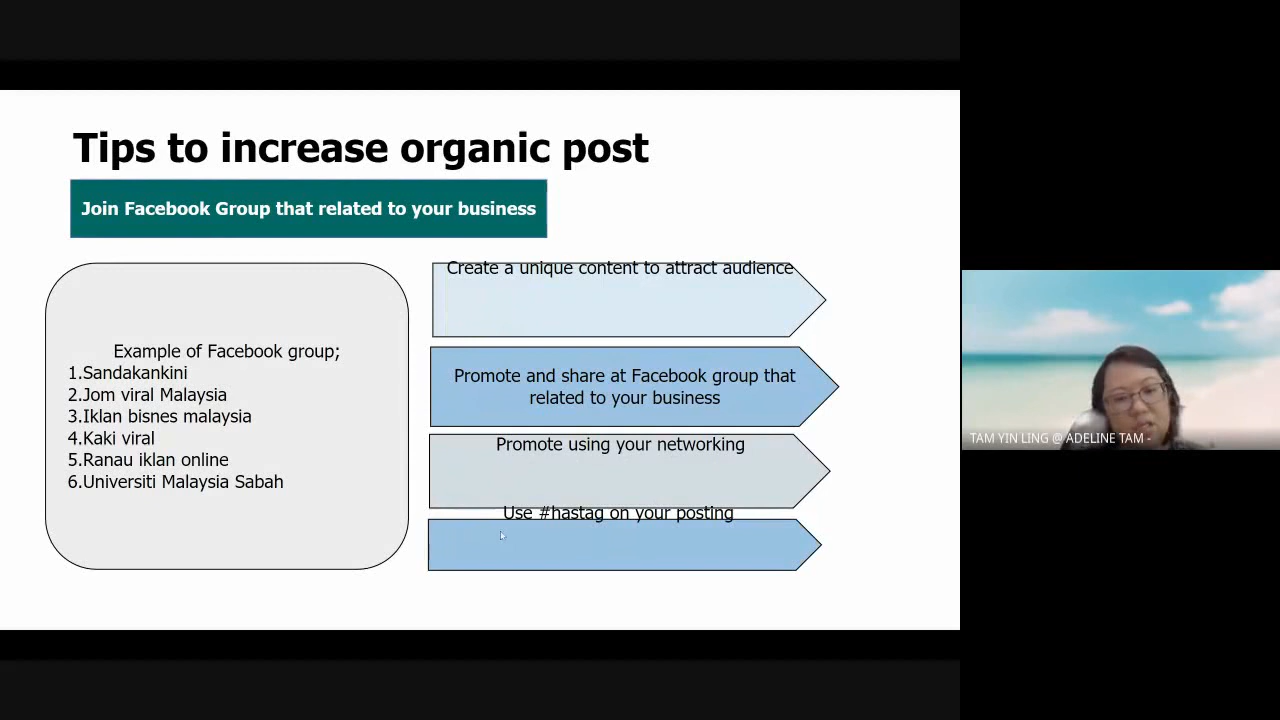 Tips to increase organic post
Join Facebook Group that related to your business
Example of Facebook group;
1.Sandakankini
2.Jom viral Malaysia
3.Iklan bisnes malaysia
4.Kaki viral
5.Ranau iklan online
6.Universiti Malaysia Sabah
Create a unique content to attract audience
Promote and share at Facebook group that
related to your business
Promote using your networking
Use #hastag on your posting
TAM YIN LING @ ADELINE TAM -